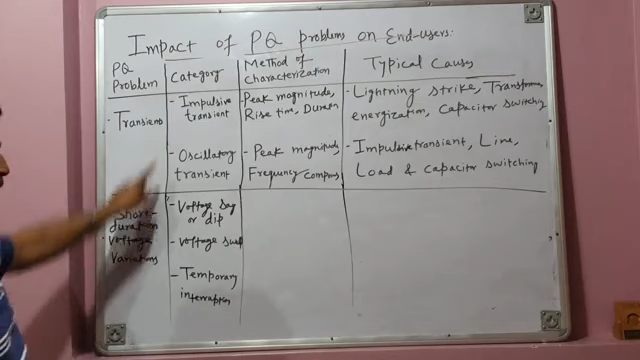 Impact of PQ problems on End-users:
PQ Problem
Category
Method of Characterization
Typical Causes
- Transients
- Impulsive transient
- Peak magnitude, Rise time, Duration
- Lightning strike, Transformer energization, Capacitor switching
- Oscillatory transient
- Peak magnitude, Frequency
- Impulsive transient, Line, Load & capacitor switching
Short-duration Voltage Variations
- Voltage sag or dip
- Voltage swell
- Temporary interruption